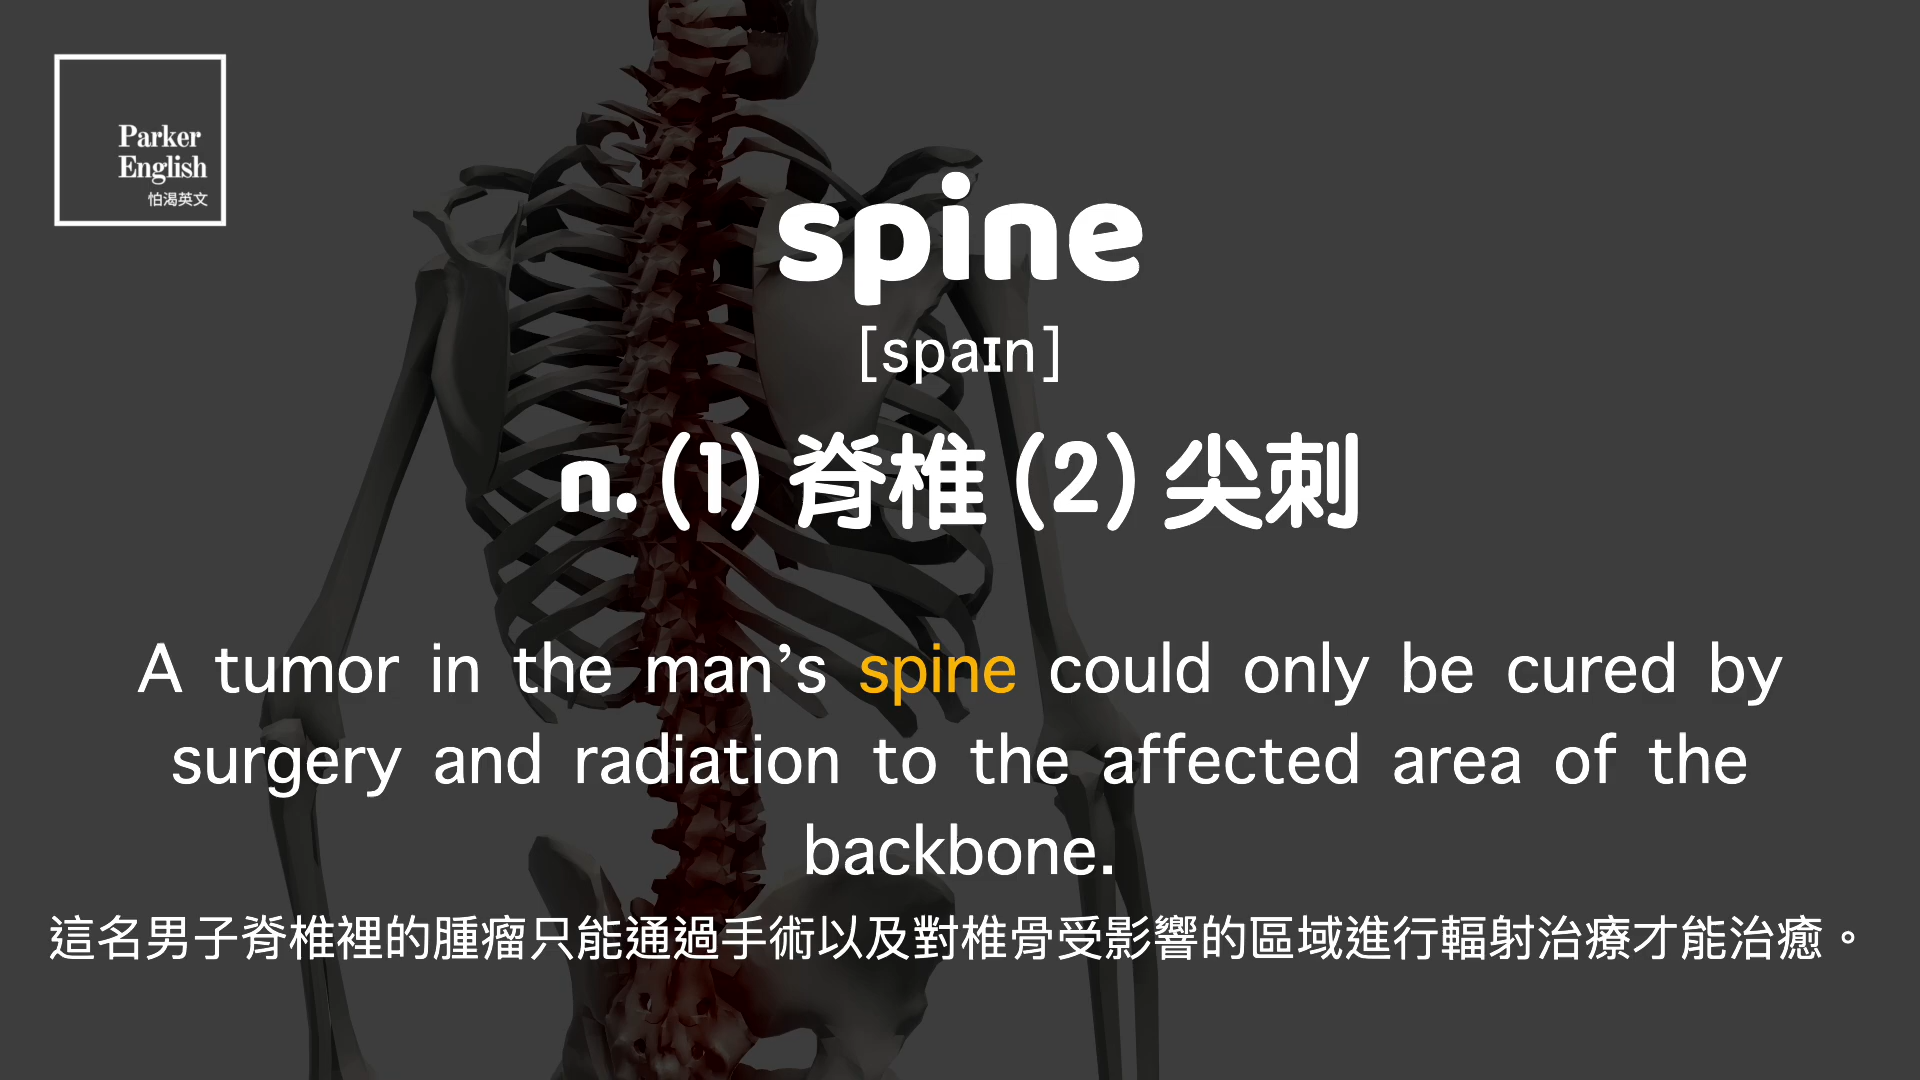 Parker
English
怕渴英文
spine
[spaɪn]
n. (1) 脊椎 (2) 尖刺
A tumor in the man’s spine could only be cured by
surgery and radiation to the affected area of the
backbone.
這名男子脊椎裡的腫瘤只能通過手術以及對椎骨受影響的區域進行輻射治療才能治癒。